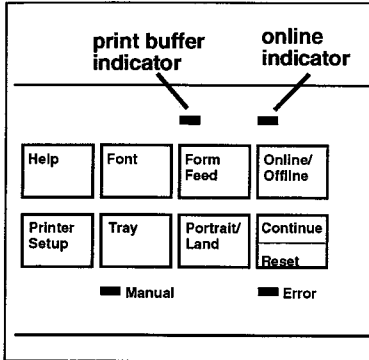 print buffer
indicator
online
indicator
Help
Font
Form
Feed
Online/
Offline
Printer
Setup
Tray
Portrait/
Land
Continue
Reset
Manual
Error